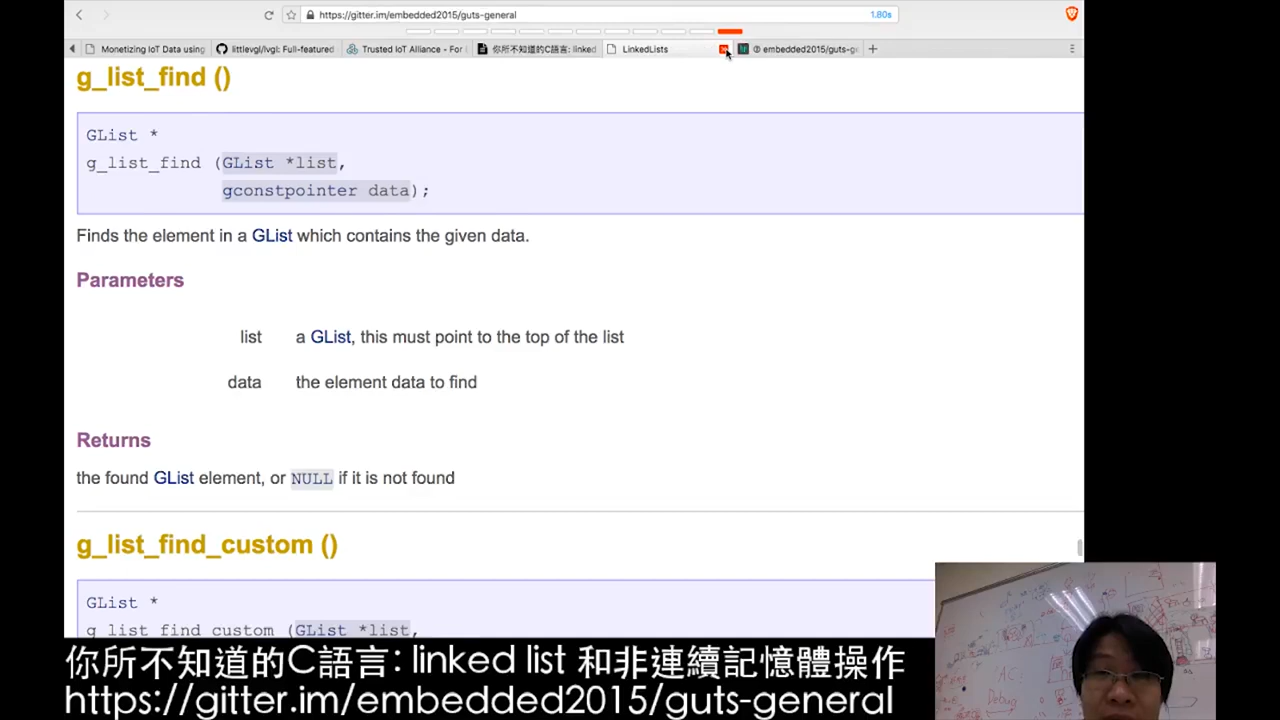 https://gitter.im/embedded2015/guts-general
1.80s
Monetizing IoT Data using
littlevgl/lvgl: Full-featured
Trusted IoT Alliance - For
你所不知道的C語言: linked
LinkedLists
embedded2015/guts-g
g_list_find ()
GList *
g_list_find (GList *list,
gconstpointer data);
Finds the element in a GList which contains the given data.
Parameters
list a GList, this must point to the top of the list
data the element data to find
Returns
the found GList element, or NULL if it is not found
g_list_find_custom ()
GList *
g_list_find_custom (GList *list,
Debug
你所不知道的C語言: linked list 和非連續記憶體操作
https://gitter.im/embedded2015/guts-general